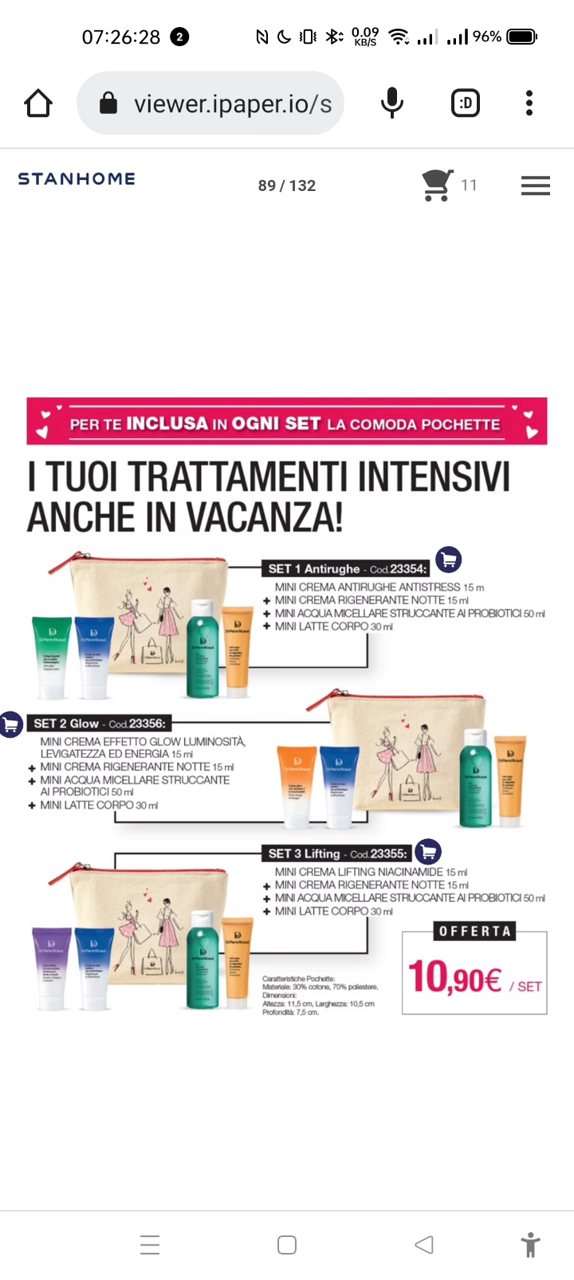 07:26:28 2 0.09 KB/S 96%
viewer.ipaper.io/s :D
STANHOME 89 / 132 11
PER TE INCLUSA IN OGNI SET LA COMODA POCHETTE
I TUOI TRATTAMENTI INTENSIVI
ANCHE IN VACANZA!
SET 1 Antirughe - Cod.23354:
MINI CREMA ANTIRUGHE ANTISTRESS 15 m
+ MINI CREMA RIGENERANTE NOTTE 15 ml
+ MINI ACQUA MICELLARE STRUCCANTE AI PROBIOTICI 50 ml
+ MINI LATTE CORPO 30 ml
SET 2 Glow - Cod.23356:
MINI CREMA EFFETTO GLOW LUMINOSITÀ,
LEVIGATEZZA ED ENERGIA 15 ml
+ MINI CREMA RIGENERANTE NOTTE 15 ml
+ MINI ACQUA MICELLARE STRUCCANTE
AI PROBIOTICI 50 ml
+ MINI LATTE CORPO 30 ml
SET 3 Lifting - Cod.23355:
MINI CREMA LIFTING NIACINAMIDE 15 ml
+ MINI CREMA RIGENERANTE NOTTE 15 ml
+ MINI ACQUA MICELLARE STRUCCANTE AI PROBIOTICI 50 ml
+ MINI LATTE CORPO 30 ml
OFFERTA
10,90€ / SET
Caratteristiche Pochette:
Materiale: 30% cotone, 70% poliestere.
Dimensioni:
Altezza: 11,5 cm, Larghezza: 10,5 cm
Profondità: 7,5 cm.